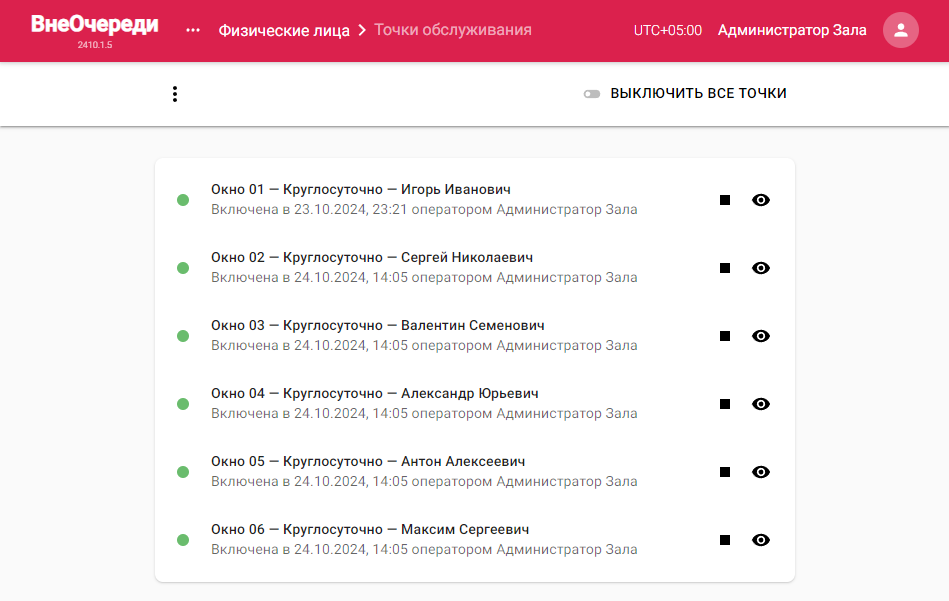 ВнеОчереди
2410.1.5
Физические лица
Точки обслуживания
UTC+05:00
Администратор Зала
ВЫКЛЮЧИТЬ ВСЕ ТОЧКИ
Окно 01 — Круглосуточно — Игорь Иванович
Включена в 23.10.2024, 23:21 оператором Администратор Зала
Окно 02 — Круглосуточно — Сергей Николаевич
Включена в 24.10.2024, 14:05 оператором Администратор Зала
Окно 03 — Круглосуточно — Валентин Семенович
Включена в 24.10.2024, 14:05 оператором Администратор Зала
Окно 04 — Круглосуточно — Александр Юрьевич
Включена в 24.10.2024, 14:05 оператором Администратор Зала
Окно 05 — Круглосуточно — Антон Алексеевич
Включена в 24.10.2024, 14:05 оператором Администратор Зала
Окно 06 — Круглосуточно — Максим Сергеевич
Включена в 24.10.2024, 14:05 оператором Администратор Зала